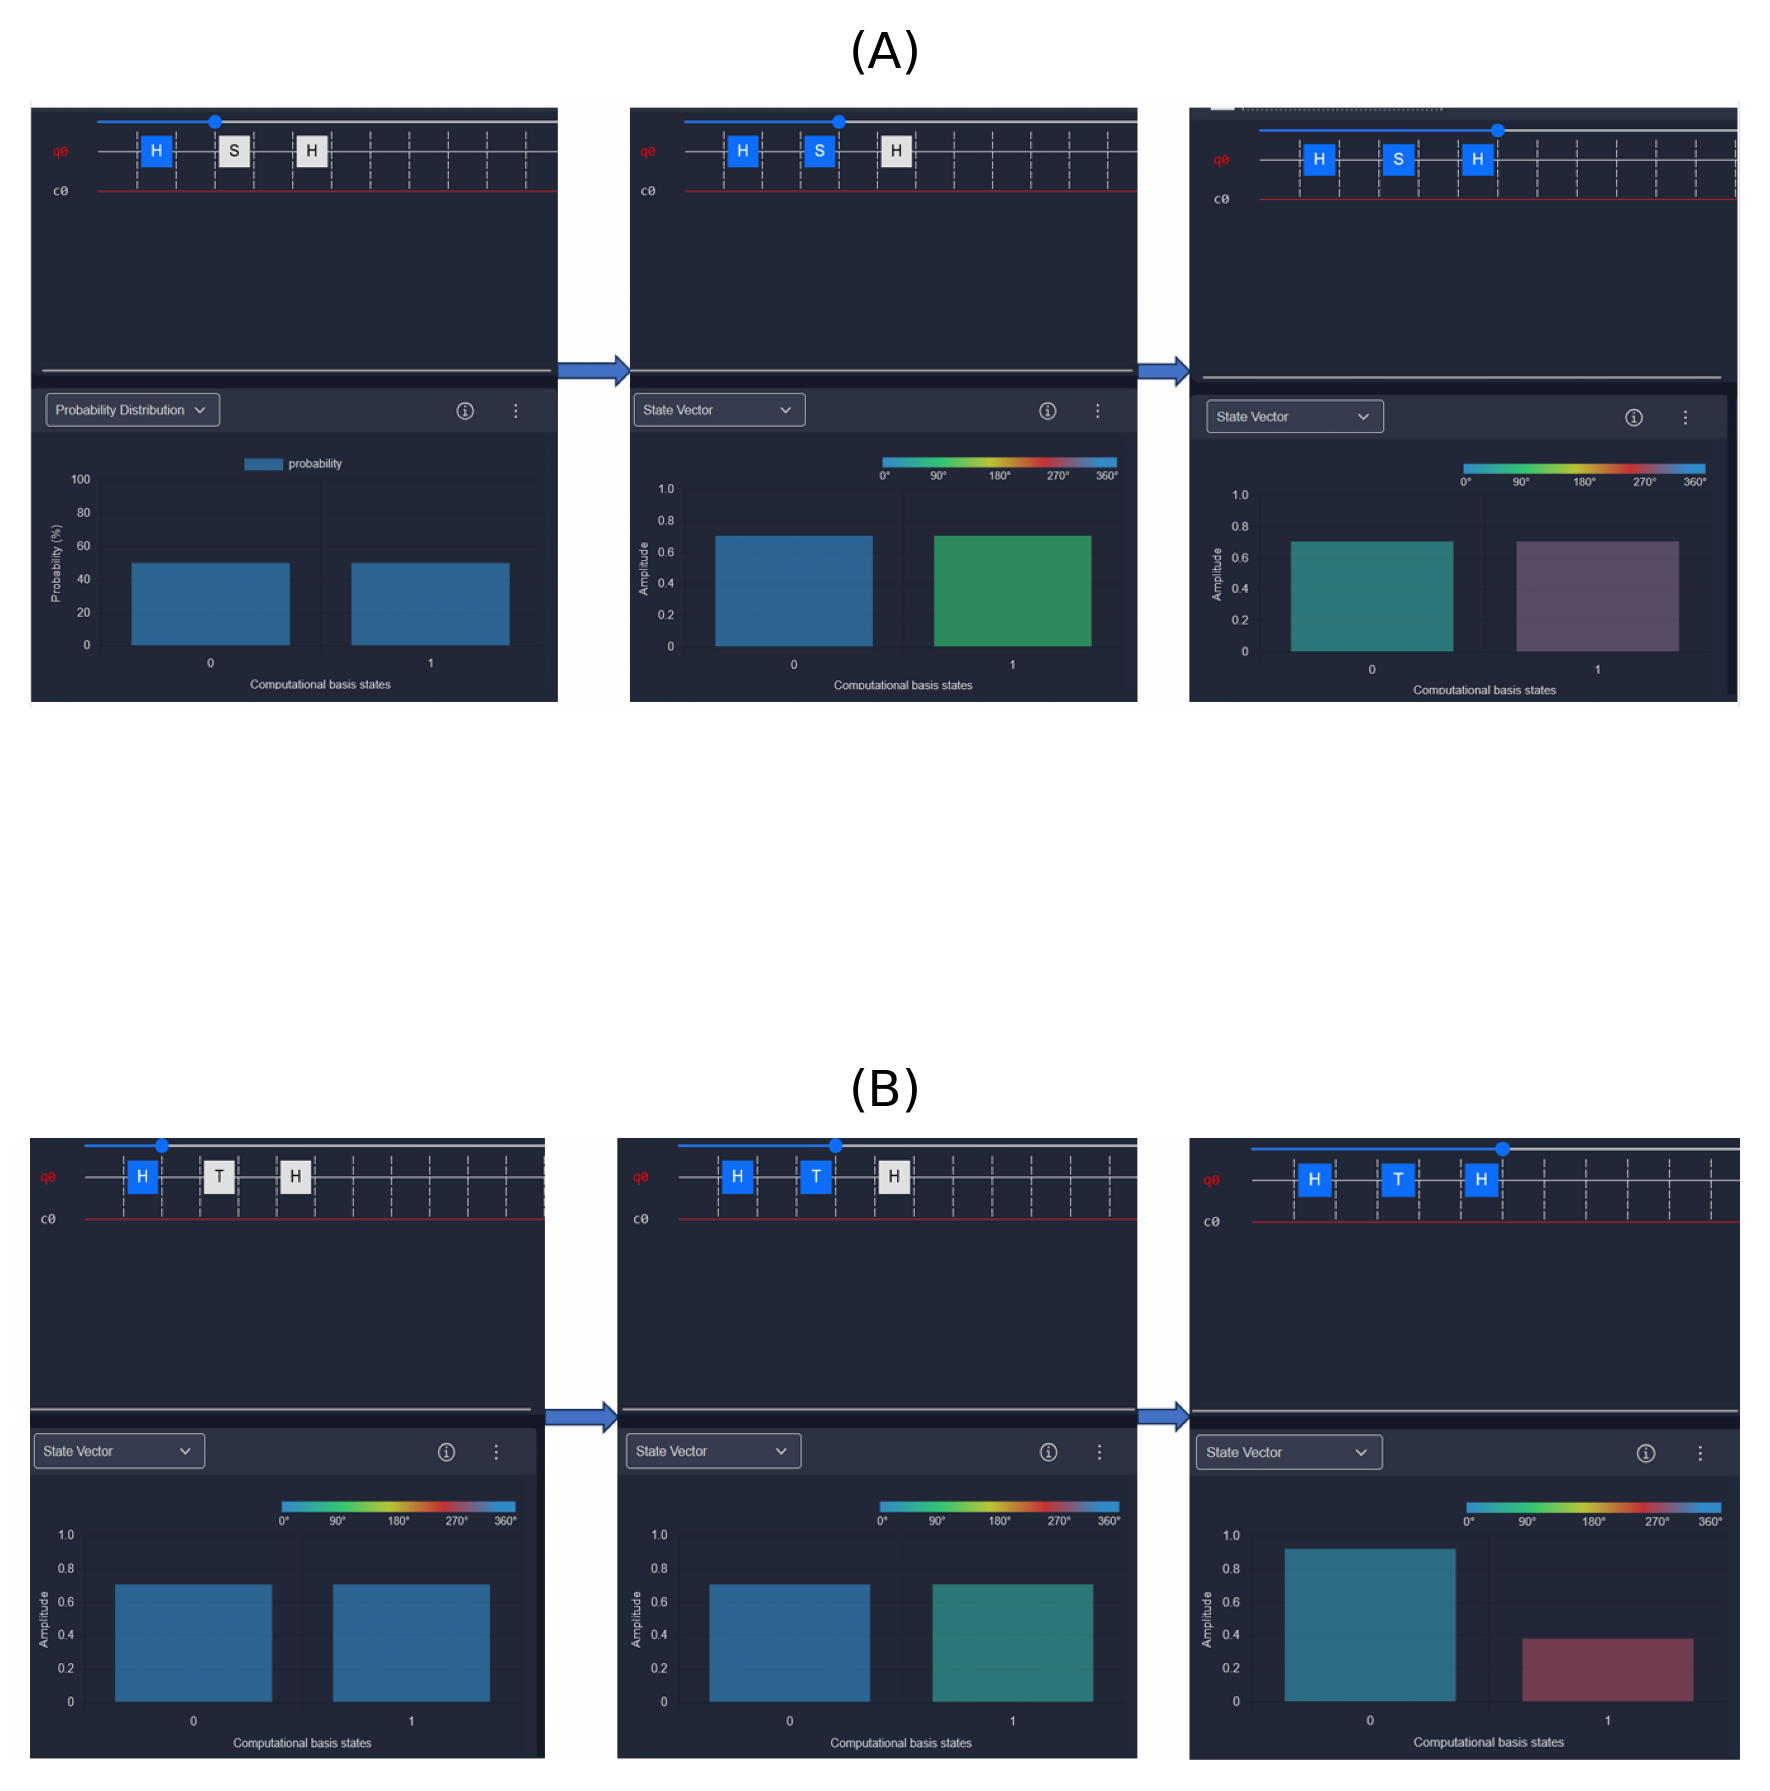 (A)
q0 H S H
c0
Probability Distribution
probability
100
80
60
40
20
0
Probability (%)
0 1
Computational basis states
q0 H S H
c0
State Vector
0° 90° 180° 270° 360°
1.0
0.8
0.6
0.4
0.2
0
Amplitude
0 1
Computational basis states
q0 H S H
c0
State Vector
0° 90° 180° 270° 360°
1.0
0.8
0.6
0.4
0.2
0
Amplitude
0 1
Computational basis states
(B)
q0 H T H
c0
State Vector
0° 90° 180° 270° 360°
1.0
0.8
0.6
0.4
0.2
0
Amplitude
0 1
Computational basis states
q0 H T H
c0
State Vector
0° 90° 180° 270° 360°
1.0
0.8
0.6
0.4
0.2
0
Amplitude
0 1
Computational basis states
q0 H T H
c0
State Vector
0° 90° 180° 270° 360°
1.0
0.8
0.6
0.4
0.2
0
Amplitude
0 1
Computational basis states